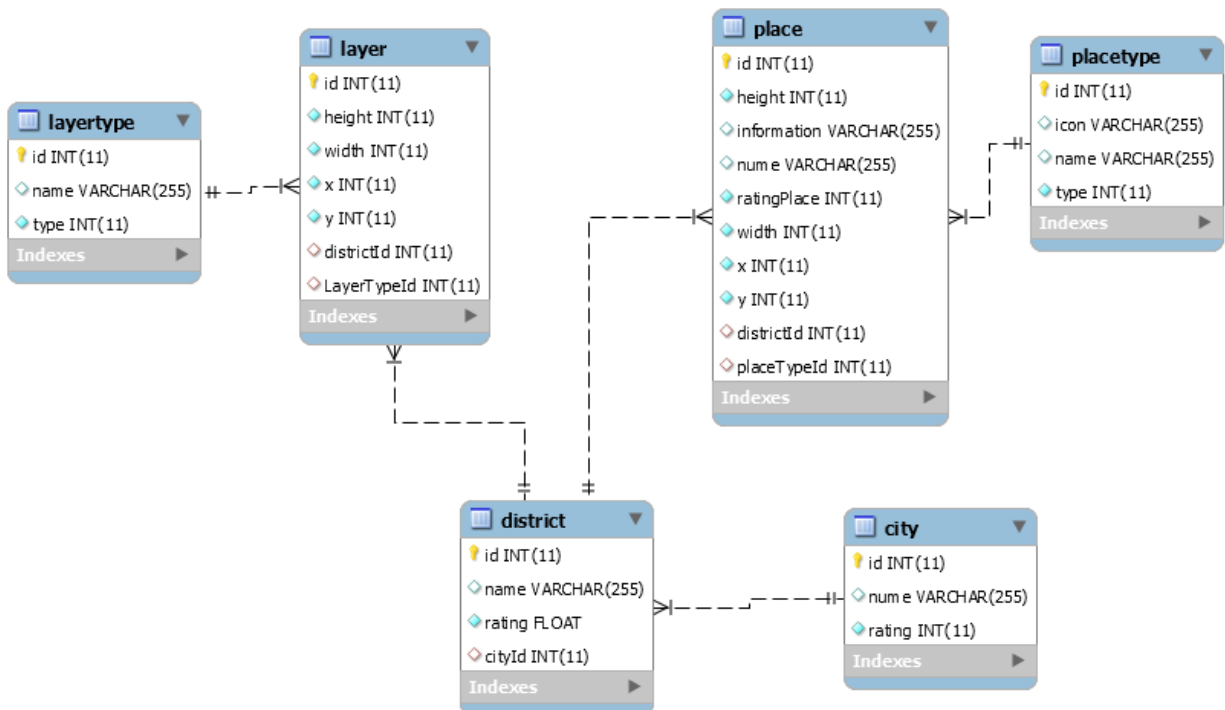 layertype
id INT(11)
name VARCHAR(255)
type INT(11)
Indexes
layer
id INT(11)
height INT(11)
width INT(11)
x INT(11)
y INT(11)
districtId INT(11)
LayerTypeId INT(11)
Indexes
place
id INT(11)
height INT(11)
information VARCHAR(255)
nume VARCHAR(255)
ratingPlace INT(11)
width INT(11)
x INT(11)
y INT(11)
districtId INT(11)
placeTypeId INT(11)
Indexes
placetype
id INT(11)
icon VARCHAR(255)
name VARCHAR(255)
type INT(11)
Indexes
district
id INT(11)
name VARCHAR(255)
rating FLOAT
cityId INT(11)
Indexes
city
id INT(11)
nume VARCHAR(255)
rating INT(11)
Indexes